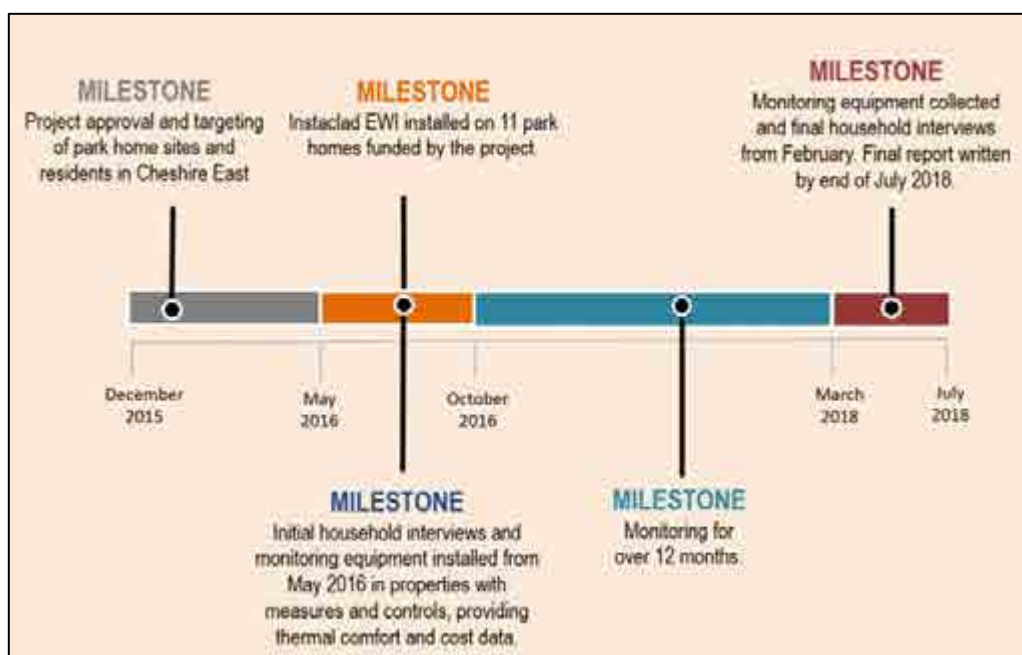 MILESTONE
Project approval and targeting
of park home sites and
residents in Cheshire East
MILESTONE
Instaclad EWI installed on 11 park
homes funded by the project
MILESTONE
Monitoring equipment collected
and final household interviews
from February. Final report written
by end of July 2018.
December
2015
May
2016
October
2016
March
2018
July
2018
MILESTONE
Initial household interviews and
monitoring equipment installed from
May 2016 in properties with
measures and controls, providing
thermal comfort and cost data.
MILESTONE
Monitoring for
over 12 months.